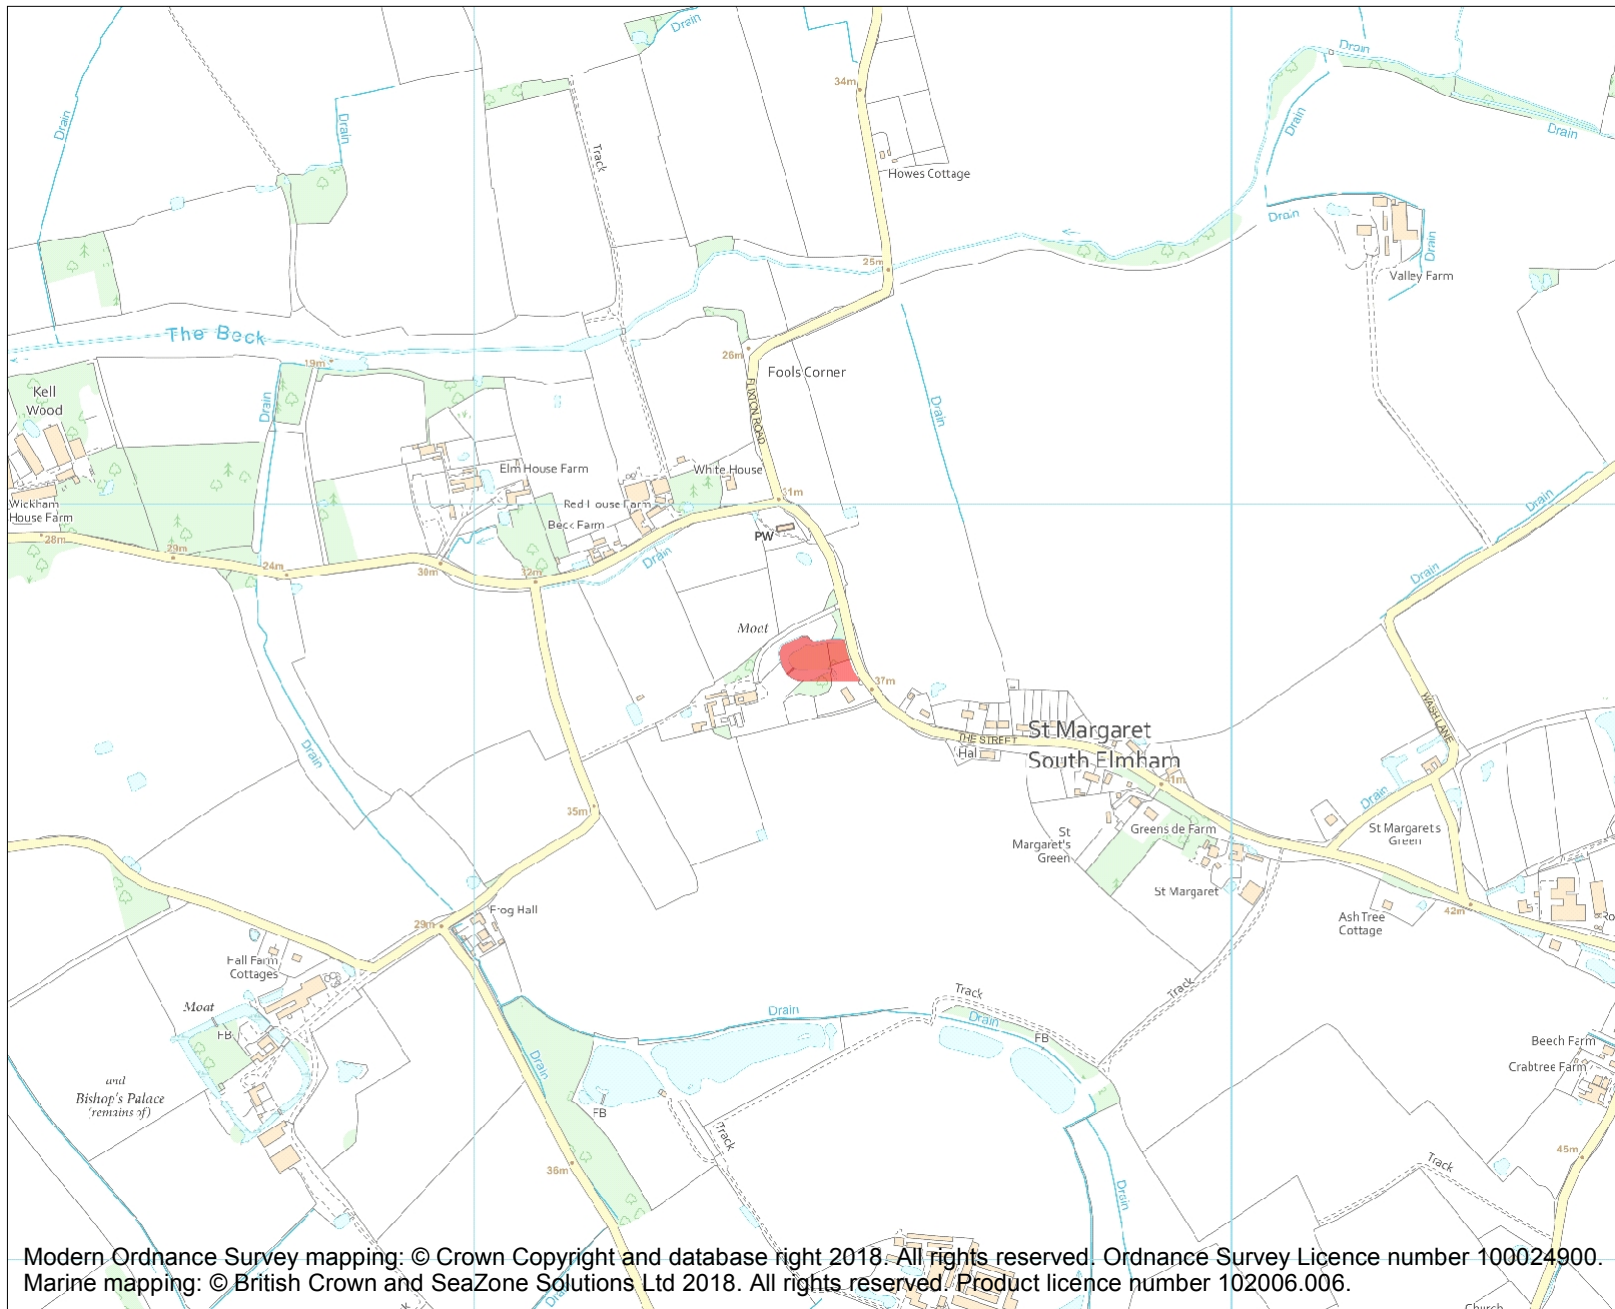 Drain
34m
Drain
Drain
Drain
Drain
Drain
Drain
Track
Howes Cottage
Drain
Drain
25m
Valley Farm
The Beck
26m
19m
Fools Corner
Kell
Wood
FLIXTON ROAD
Drain
Drain
Elm House Farm
White House
Wickham
House Farm
Beck Farm
PW
Drain
28m
29m
24m
30m
32m
Drain
Drain
Moat
37m
WASH LANE
St Margaret
South Elmham
THE STREET
Drain
41m
Drain
35m
St
Margaret's
Green
St Margaret's
Green
St Margaret
Frog Hall
29m
Ash Tree
Cottage
42m
Hall Farm
Cottages
Moat
FB
Track
Track
Drain
Drain
FB
Beech Farm
Crabtree Farm
Drain
and
Bishop's Palace
(remains of)
FB
Track
45m
36m
Track
Drain
Modern Ordnance Survey mapping: © Crown Copyright and database right 2018. All rights reserved. Ordnance Survey Licence number 100024900.
Marine mapping: © British Crown and SeaZone Solutions Ltd 2018. All rights reserved. Product licence number 102006.006.